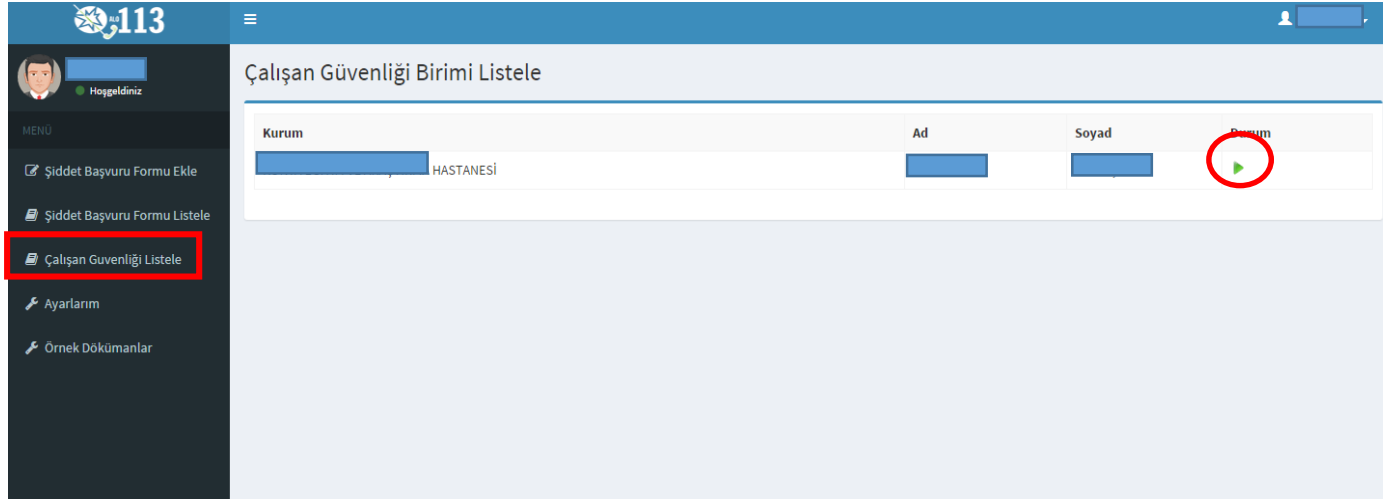 ALO 113
Hoşgeldiniz
MENÜ
Şiddet Başvuru Formu Ekle
Şiddet Başvuru Formu Listele
Çalışan Guvenliği Listele
Ayarlarım
Örnek Dökümanlar
Çalışan Güvenliği Birimi Listele
Kurum Ad Soyad Durum
HASTANESİ